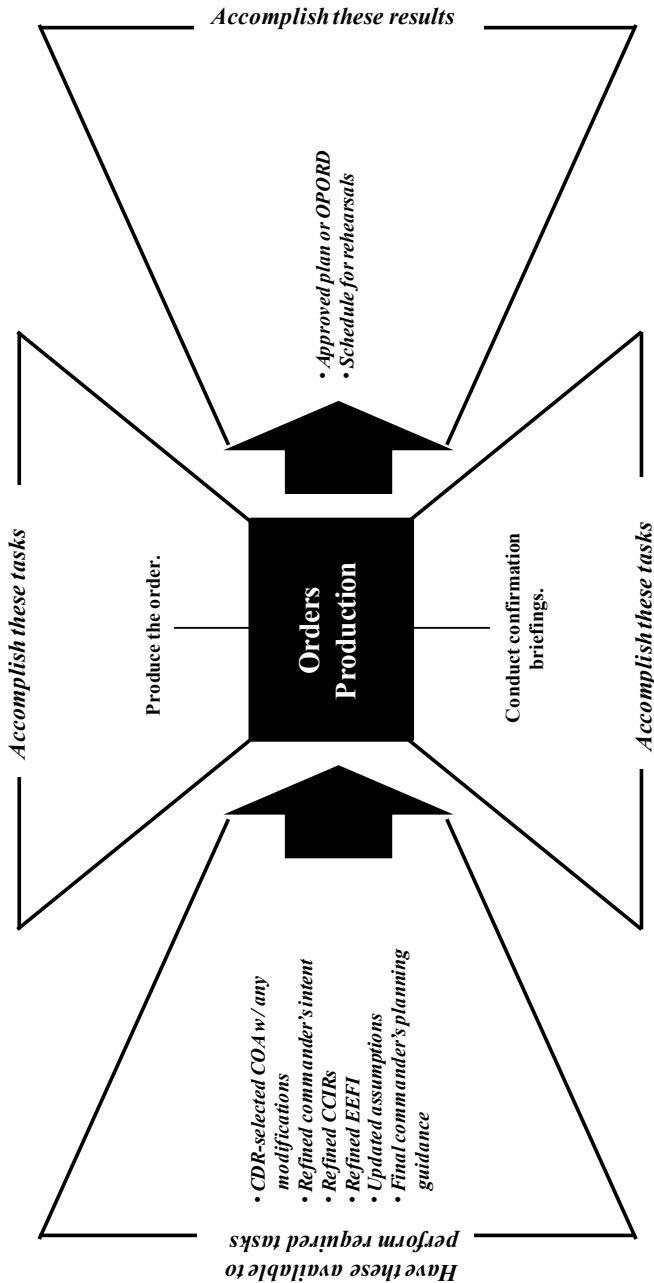 Accomplish these tasks
Have these available to
perform required tasks
• CDR-selected COA w/ any
modifications
• Refined commander's intent
• Refined CCIRs
• Refined EEFI
• Updated assumptions
• Final commander's planning
guidance
Produce the order.
Orders
Production
Conduct confirmation
briefings.
• Approved plan or OPORD
• Schedule for rehearsals
Accomplish these results
Accomplish these tasks